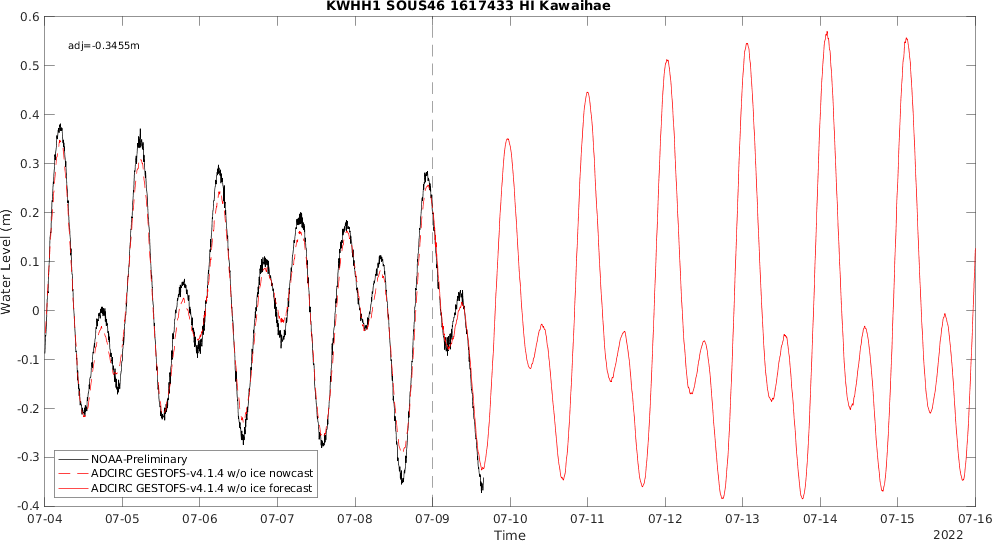 KWHH1 SOUS46 1617433 HI Kawaihae
adj=-0.3455m
0.6
0.5
0.4
0.3
0.2
0.1
0
-0.1
-0.2
-0.3
-0.4
Water Level (m)
NOAA-Preliminary
ADCIRC GESTOFS-v4.1.4 w/o ice nowcast
ADCIRC GESTOFS-v4.1.4 w/o ice forecast
07-04 07-05 07-06 07-07 07-08 07-09 07-10 07-11 07-12 07-13 07-14 07-15 07-16
Time
2022